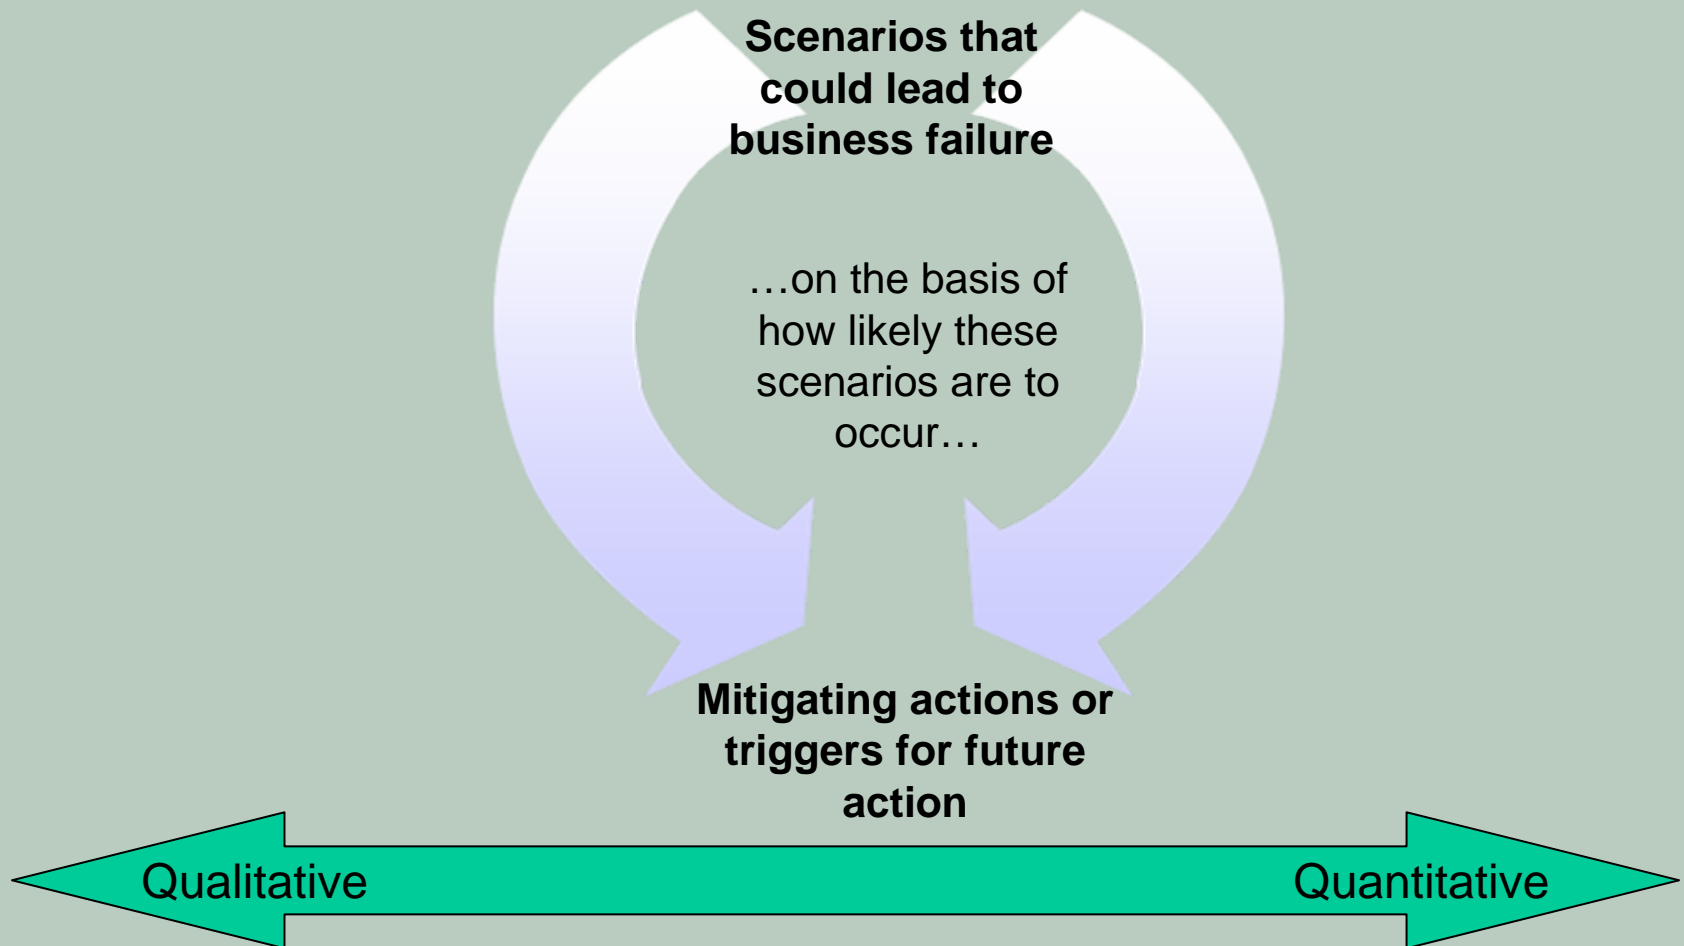 Scenarios that
could lead to
business failure
…on the basis of
how likely these
scenarios are to
occur…
Mitigating actions or
triggers for future
action
Qualitative
Quantitative